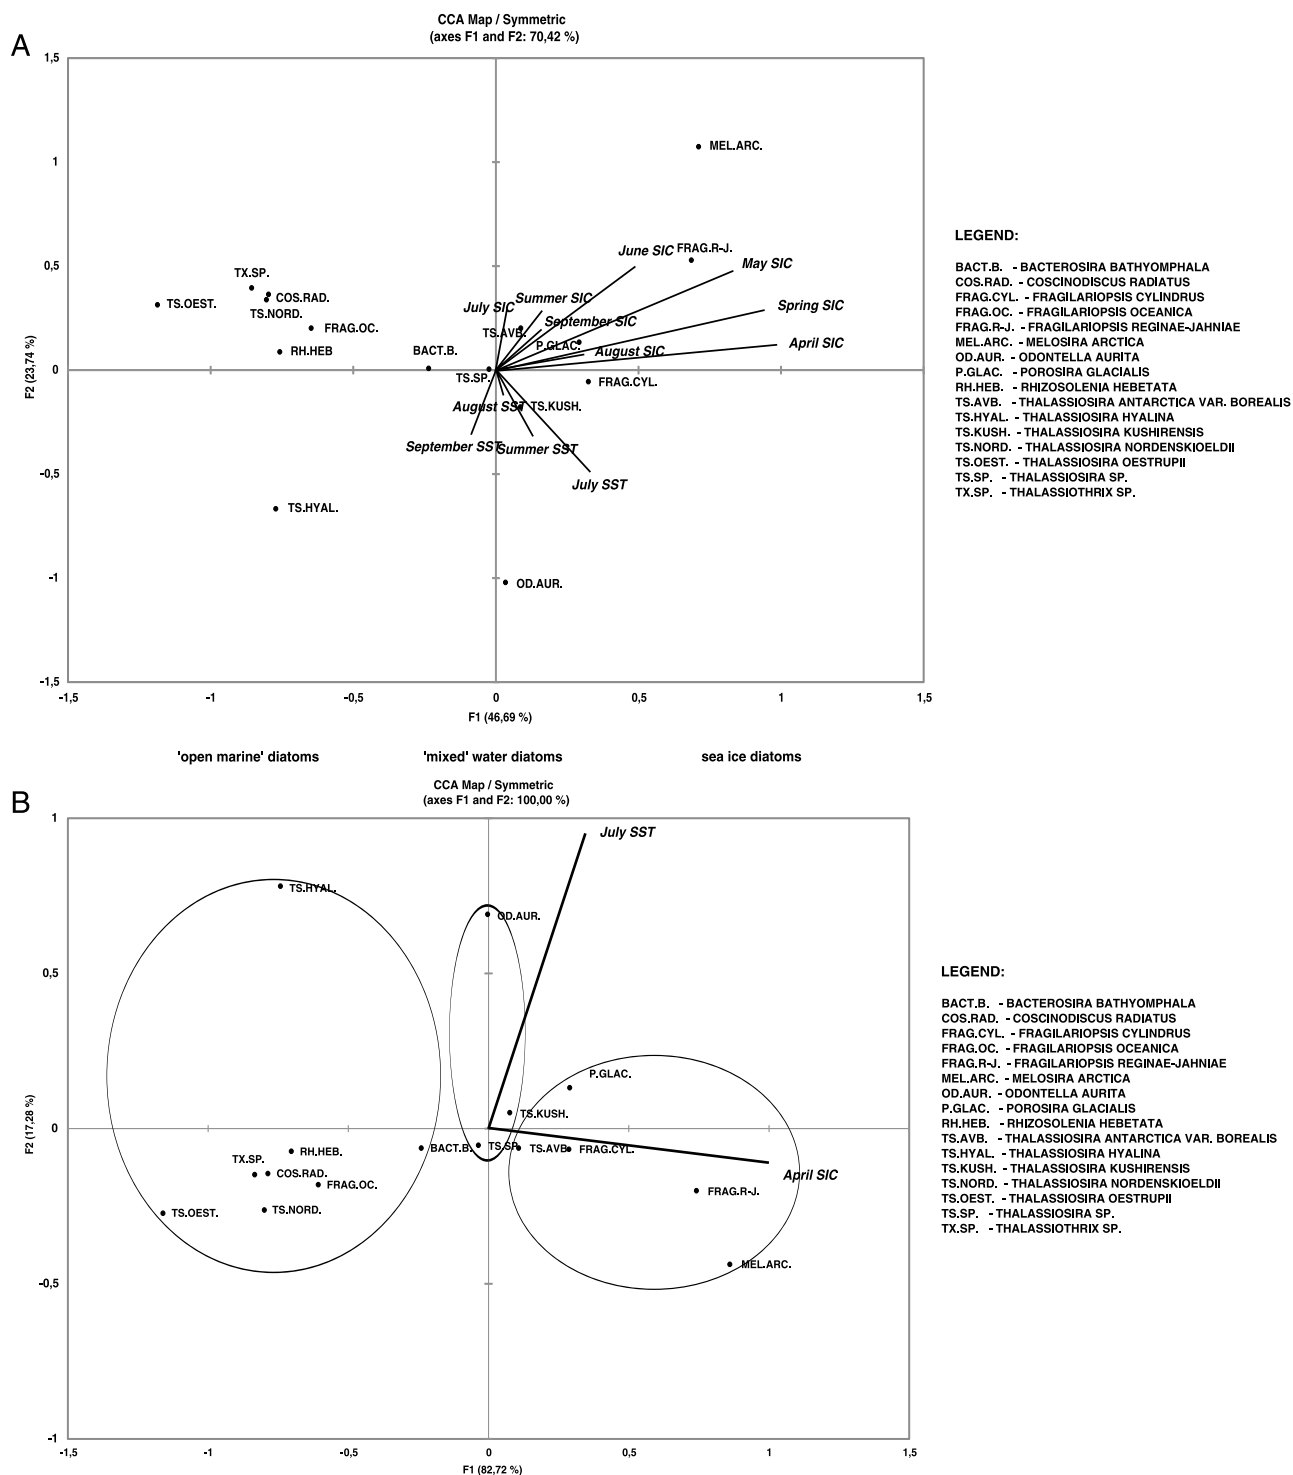 CCA Map / Symmetric
(axes F1 and F2: 70,42 %)
A
1,5
1
0,5
0
-0,5
-1
-1,5
F2 (23,74 %)
MEL.ARC.
June SIC
FRAG.R-J.
May SIC
TX.SP.
TS.OEST.
COS.RAD.
TS.NORD.
FRAG.OC.
RH.HEB
July SIC
Summer SIC
Spring SIC
September SIC
TS.AVB.
P.GLAC.
April SIC
BACT.B.
August SIC
TS.SP.
FRAG.CYL.
August SST
TS.KUSH.
September SST
Summer SST
July SST
TS.HYAL.
OD.AUR.
-1,5
-1
-0,5
0
0,5
1
1,5
F1 (46,69 %)
LEGEND:
BACT.B. - BACTEROSIRA BATHYOMPHALA
COS.RAD. - COSCINODISCUS RADIATUS
FRAG.CYL. - FRAGILARIOPSIS CYLINDRUS
FRAG.OC. - FRAGILARIOPSIS OCEANICA
FRAG.R-J. - FRAGILARIOPSIS REGINAE-JAHNIAE
MEL.ARC. - MELOSIRA ARCTICA
OD.AUR. - ODONTELLA AURITA
P.GLAC. - POROSIRA GLACIALIS
RH.HEB. - RHIZOSOLENIA HEBETATA
TS.AVB. - THALASSIOSIRA ANTARCTICA VAR. BOREALIS
TS.HYAL. - THALASSIOSIRA HYALINA
TS.KUSH. - THALASSIOSIRA KUSHIRENSIS
TS.NORD. - THALASSIOSIRA NORDENSKIOELDII
TS.OEST. - THALASSIOSIRA OESTRUPII
TS.SP. - THALASSIOSIRA SP.
TX.SP. - THALASSIOTHRIX SP.
'open marine' diatoms
'mixed' water diatoms
sea ice diatoms
CCA Map / Symmetric
(axes F1 and F2: 100,00 %)
B
1
0,5
0
-0,5
-1
F2 (17,28 %)
July SST
TS.HYAL.
OD.AUR.
P.GLAC.
TS.KUSH.
RH.HEB.
BACT.B.
TS.SP.
TS.AVB.
FRAG.CYL.
TX.SP.
COS.RAD.
FRAG.OC.
April SIC
FRAG.R-J.
TS.OEST.
TS.NORD.
MEL.ARC.
-1,5
-1
-0,5
0
0,5
1
1,5
F1 (82,72 %)
LEGEND:
BACT.B. - BACTEROSIRA BATHYOMPHALA
COS.RAD. - COSCINODISCUS RADIATUS
FRAG.CYL. - FRAGILARIOPSIS CYLINDRUS
FRAG.OC. - FRAGILARIOPSIS OCEANICA
FRAG.R-J. - FRAGILARIOPSIS REGINAE-JAHNIAE
MEL.ARC. - MELOSIRA ARCTICA
OD.AUR. - ODONTELLA AURITA
P.GLAC. - POROSIRA GLACIALIS
RH.HEB. - RHIZOSOLENIA HEBETATA
TS.AVB. - THALASSIOSIRA ANTARCTICA VAR. BOREALIS
TS.HYAL. - THALASSIOSIRA HYALINA
TS.KUSH. - THALASSIOSIRA KUSHIRENSIS
TS.NORD. - THALASSIOSIRA NORDENSKIOELDII
TS.OEST. - THALASSIOSIRA OESTRUPII
TS.SP. - THALASSIOSIRA SP.
TX.SP. - THALASSIOTHRIX SP.